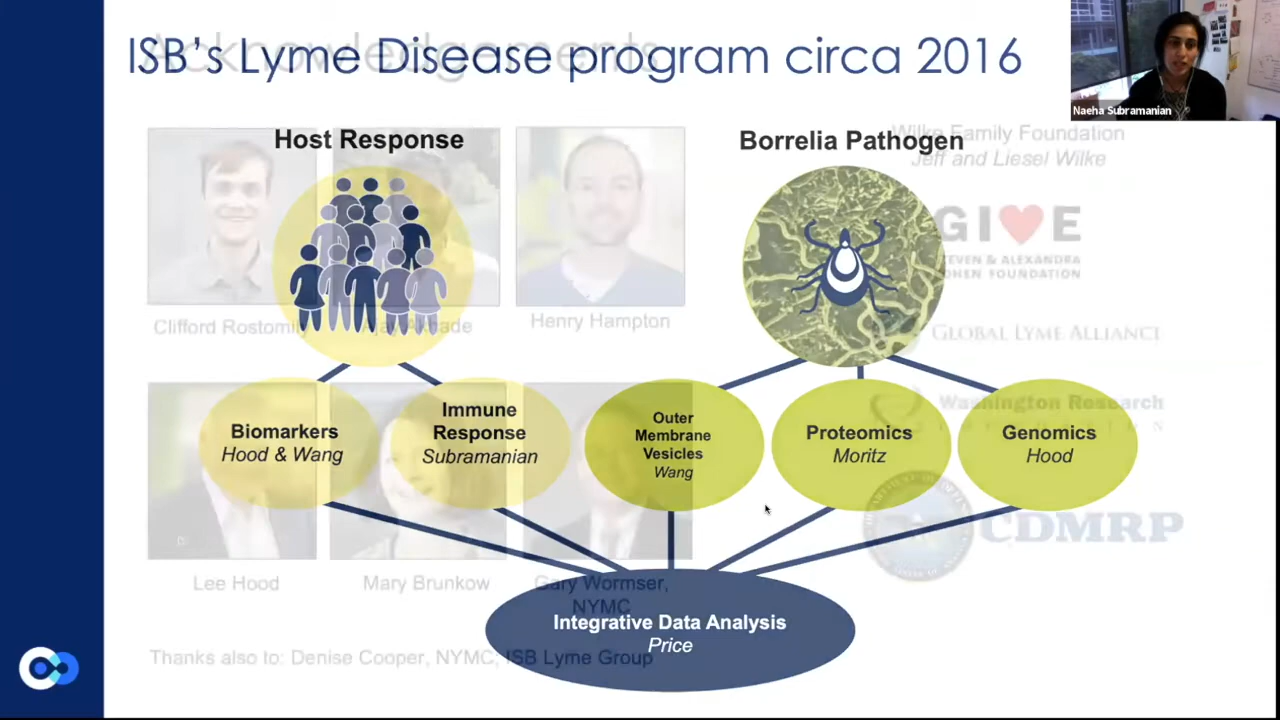 ISB's Lyme Disease program circa 2016
Acknowledgements
Naeha Subramanian
Host Response
Borrelia Pathogen
Wilke Family Foundation
Jeff and Liesel Wilke
GIVE
STEVEN & ALEXANDRA
COHEN FOUNDATION
Clifford Rostomily
Henry Hampton
GLOBAL LYME ALLIANCE
Washington Research
Biomarkers
Hood & Wang
Immune
Response
Subramanian
Outer
Membrane
Vesicles
Wang
Proteomics
Moritz
Genomics
Hood
CDMRP
Lee Hood
Mary Brunkow
Gary Wormser,
NYMC
Integrative Data Analysis
Price
Thanks also to: Denise Cooper, NYMC; ISB Lyme Group